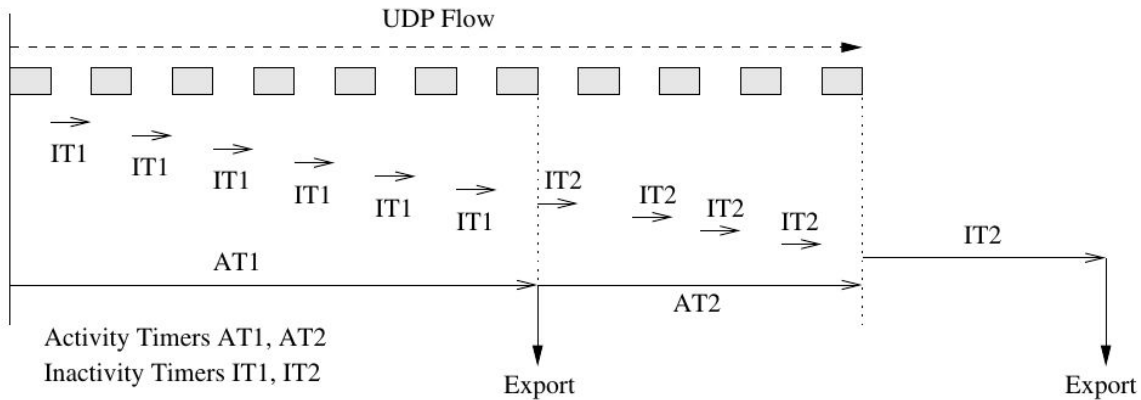 UDP Flow
IT1
IT1
IT1
IT1
IT1
IT1
IT2
IT2
IT2
IT2
IT2
AT1
AT2
Activity Timers AT1, AT2
Inactivity Timers IT1, IT2
Export
Export